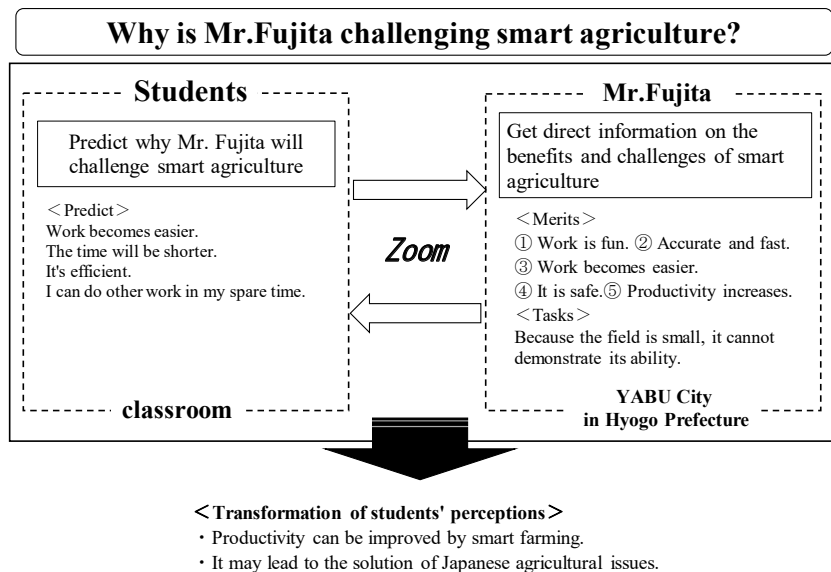 Why is Mr.Fujita challenging smart agriculture?
Students
Predict why Mr. Fujita will
challenge smart agriculture
＜Predict＞
Work becomes easier.
The time will be shorter.
It's efficient.
I can do other work in my spare time.
classroom
Zoom
Mr.Fujita
Get direct information on the
benefits and challenges of smart
agriculture
＜Merits＞
① Work is fun. ② Accurate and fast.
③ Work becomes easier.
④ It is safe.⑤ Productivity increases.
＜Tasks＞
Because the field is small, it cannot
demonstrate its ability.
YABU City
in Hyogo Prefecture
＜Transformation of students' perceptions＞
・Productivity can be improved by smart farming.
・It may lead to the solution of Japanese agricultural issues.